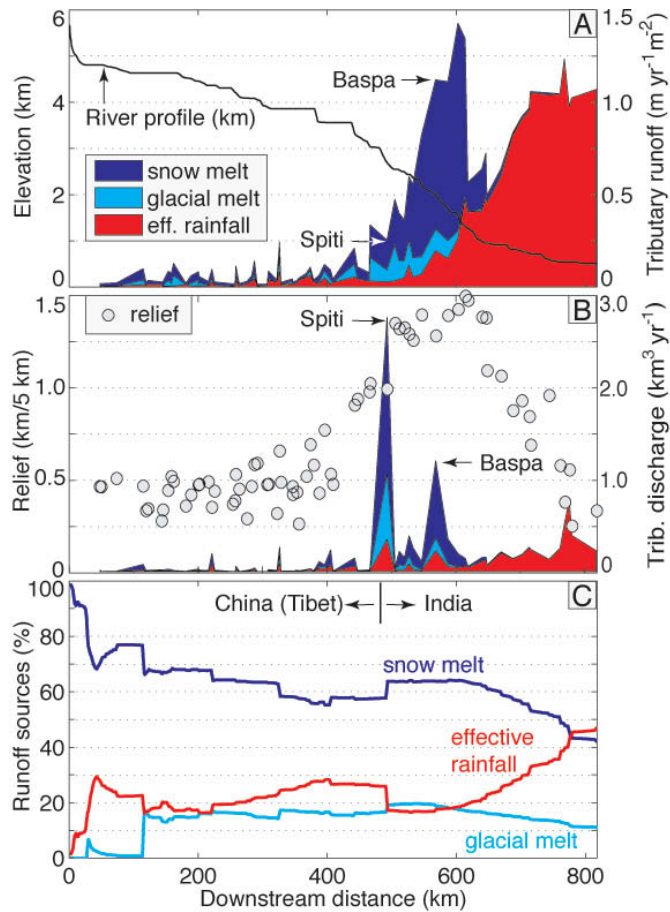 A
6
4
2
0
Elevation (km)
1.5
1.0
0.5
0
Tributary runoff (m yr-1m-2)
Baspa
River profile (km)
snow melt
glacial melt
eff. rainfall
Spiti
B
1.5
1.0
0.5
0
Relief (km/5 km)
3.0
2.0
1.0
0
Trib. discharge (km3 yr-1)
relief
Spiti
Baspa
C
100
80
60
40
20
0
Runoff sources (%)
China (Tibet)
India
snow melt
effective
rainfall
glacial melt
0
200
400
600
800
Downstream distance (km)